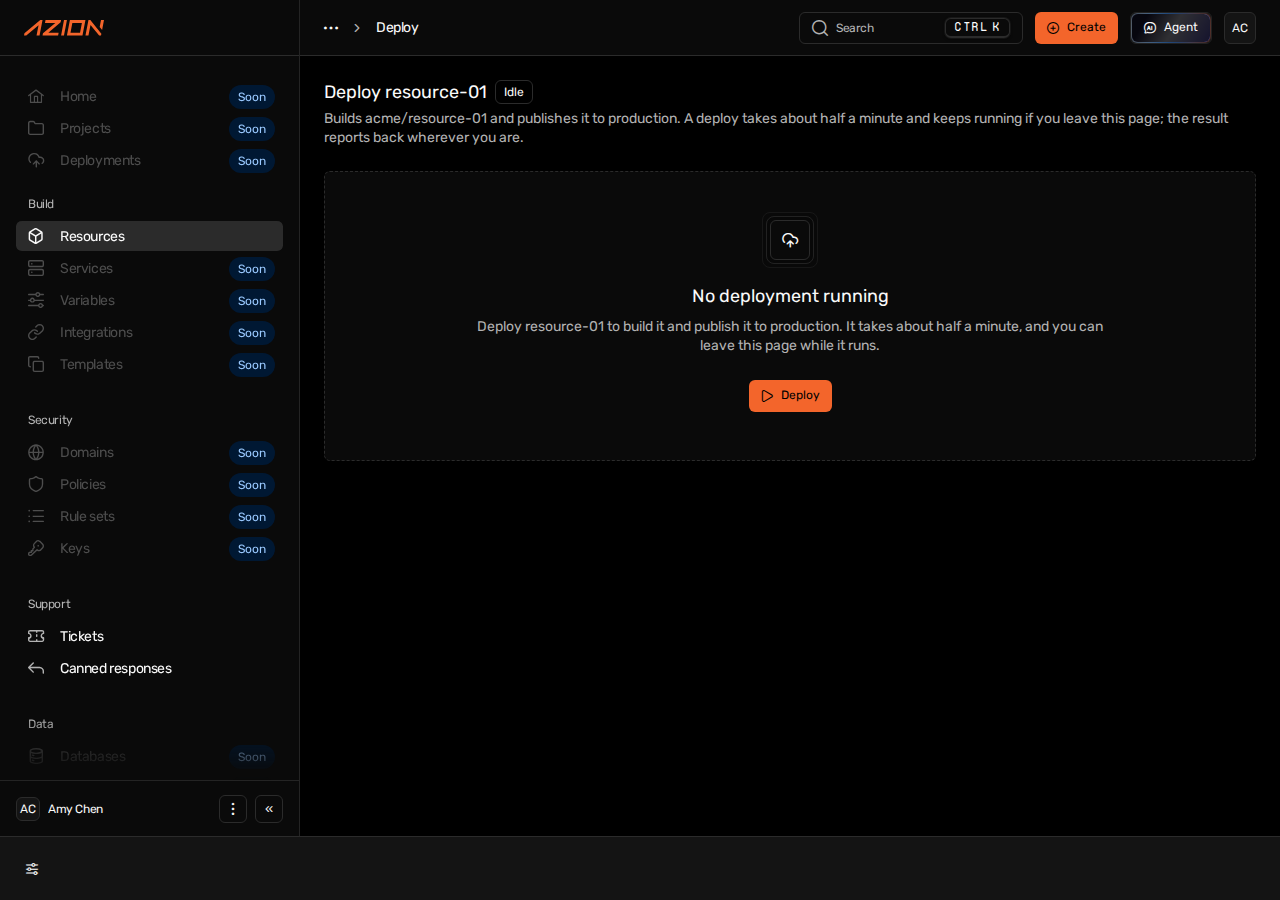 AZION
Deploy
Search
CTRL K
Create
Agent
AC
Home
Soon
Projects
Soon
Deployments
Soon
Build
Resources
Services
Soon
Variables
Soon
Integrations
Soon
Templates
Soon
Security
Domains
Soon
Policies
Soon
Rule sets
Soon
Keys
Soon
Support
Tickets
Canned responses
Data
Databases
Soon
AC
Amy Chen
Deploy resource-01
Idle
Builds acme/resource-01 and publishes it to production. A deploy takes about half a minute and keeps running if you leave this page; the result
reports back wherever you are.
No deployment running
Deploy resource-01 to build it and publish it to production. It takes about half a minute, and you can
leave this page while it runs.
Deploy